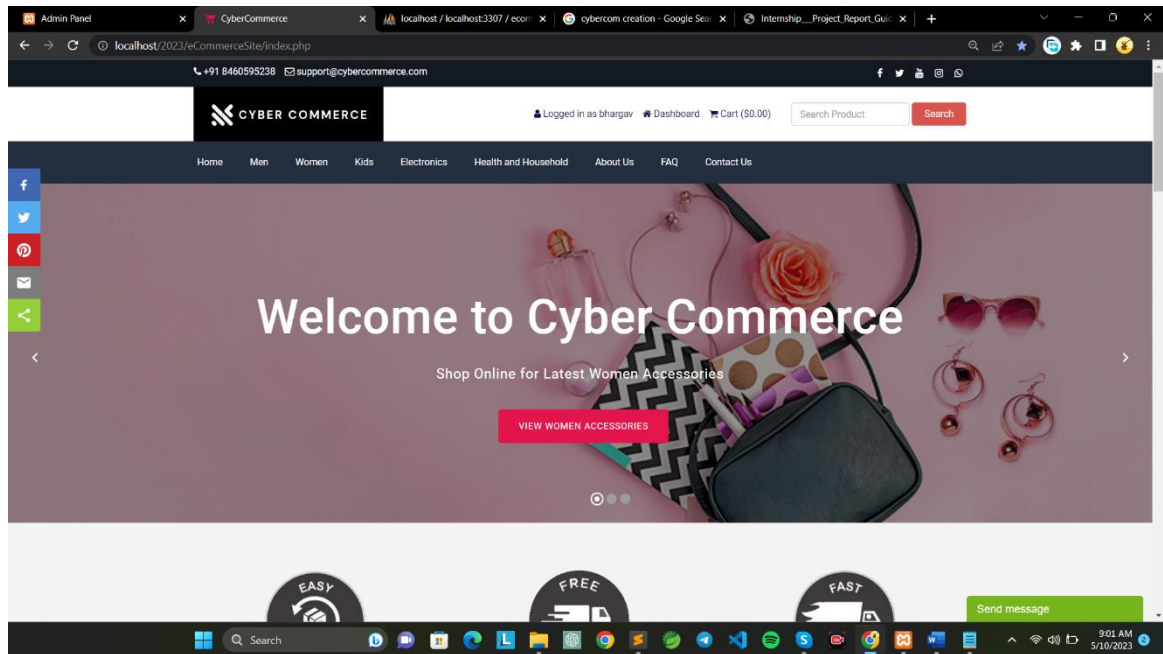 Admin Panel
CyberCommerce
localhost / localhost:3307 / ecom
cybercom creation - Google Sea
Internship__Project_Report_Guid
localhost/2023/eCommerceSite/index.php
+91 8460595238 support@cybercommerce.com
CYBER COMMERCE
Logged in as bhargav Dashboard Cart ($0.00) Search Product Search
Home Men Women Kids Electronics Health and Household About Us FAQ Contact Us
Welcome to Cyber Commerce
Shop Online for Latest Women Accessories
VIEW WOMEN ACCESSORIES
EASY
FREE
FAST
Send message
Search
9:01 AM
5/10/2023
2